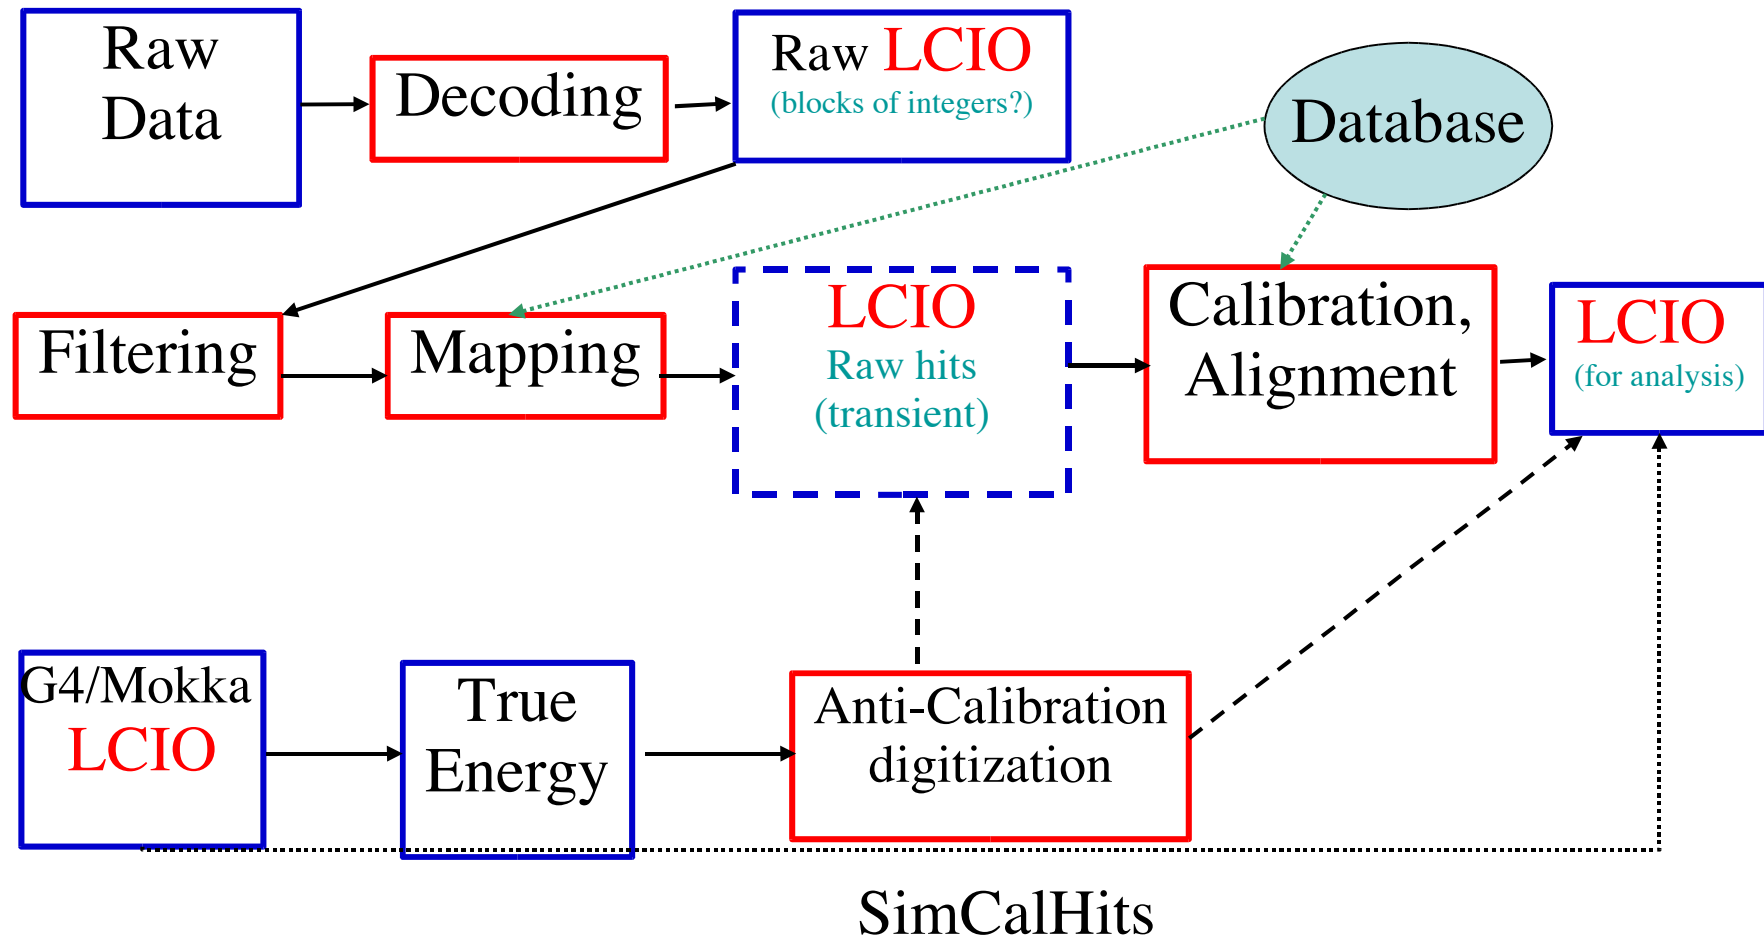 Raw
Data
Decoding
Raw LCIO
(blocks of integers?)
Database
Filtering
Mapping
LCIO
Raw hits
(transient)
Calibration,
Alignment
LCIO
(for analysis)
G4/Mokka
LCIO
True
Energy
Anti-Calibration
digitization
SimCalHits